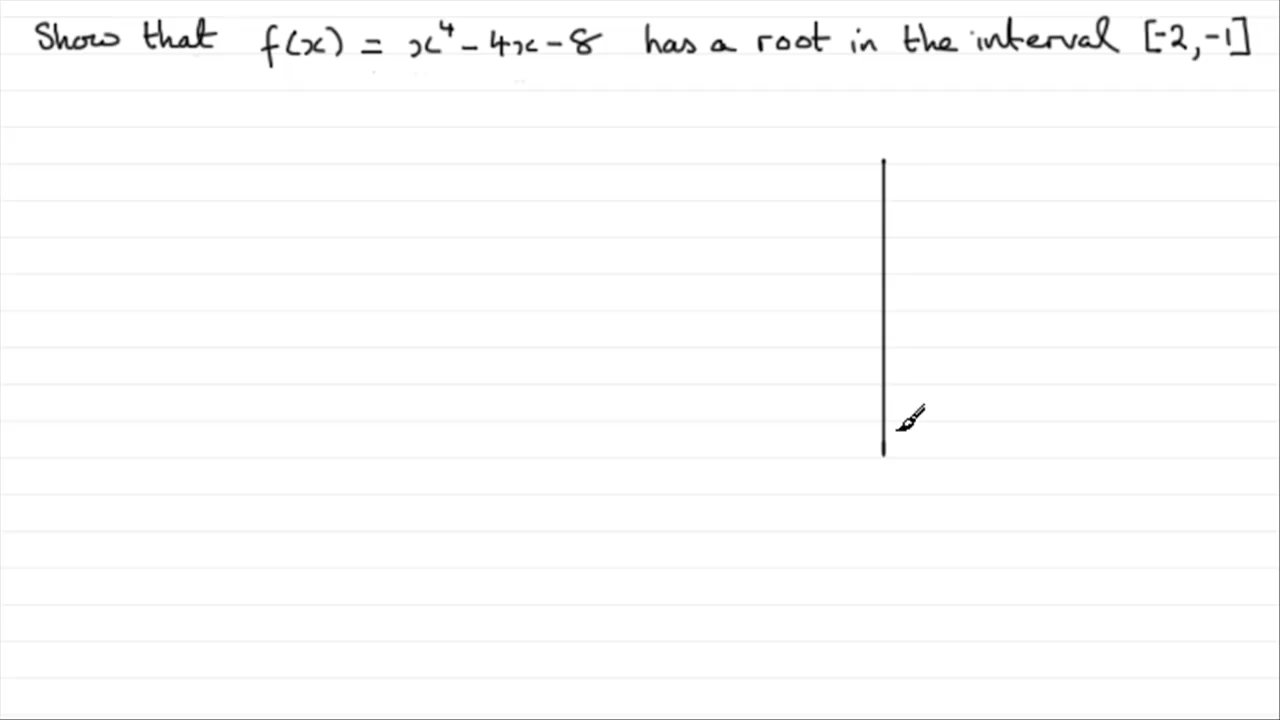 Show that f(x) = x⁴ - 4x - 8 has a root in the interval [-2, -1]